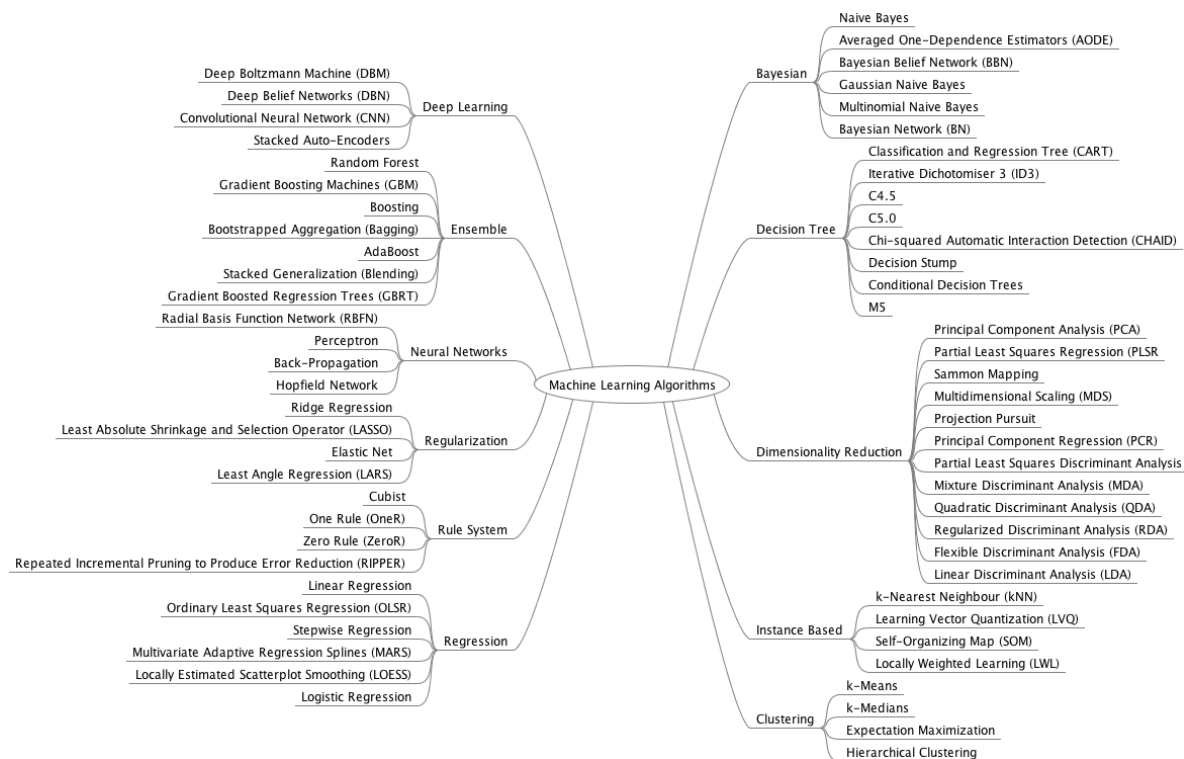 Machine Learning Algorithms
Deep Learning
Deep Boltzmann Machine (DBM)
Deep Belief Networks (DBN)
Convolutional Neural Network (CNN)
Stacked Auto-Encoders
Ensemble
Random Forest
Gradient Boosting Machines (GBM)
Boosting
Bootstrapped Aggregation (Bagging)
AdaBoost
Stacked Generalization (Blending)
Gradient Boosted Regression Trees (GBRT)
Neural Networks
Radial Basis Function Network (RBFN)
Perceptron
Back-Propagation
Hopfield Network
Regularization
Ridge Regression
Least Absolute Shrinkage and Selection Operator (LASSO)
Elastic Net
Least Angle Regression (LARS)
Rule System
Cubist
One Rule (OneR)
Zero Rule (ZeroR)
Repeated Incremental Pruning to Produce Error Reduction (RIPPER)
Regression
Linear Regression
Ordinary Least Squares Regression (OLSR)
Stepwise Regression
Multivariate Adaptive Regression Splines (MARS)
Locally Estimated Scatterplot Smoothing (LOESS)
Logistic Regression
Bayesian
Naive Bayes
Averaged One-Dependence Estimators (AODE)
Bayesian Belief Network (BBN)
Gaussian Naive Bayes
Multinomial Naive Bayes
Bayesian Network (BN)
Decision Tree
Classification and Regression Tree (CART)
Iterative Dichotomiser 3 (ID3)
C4.5
C5.0
Chi-squared Automatic Interaction Detection (CHAID)
Decision Stump
Conditional Decision Trees
M5
Dimensionality Reduction
Principal Component Analysis (PCA)
Partial Least Squares Regression (PLSR
Sammon Mapping
Multidimensional Scaling (MDS)
Projection Pursuit
Principal Component Regression (PCR)
Partial Least Squares Discriminant Analysis
Mixture Discriminant Analysis (MDA)
Quadratic Discriminant Analysis (QDA)
Regularized Discriminant Analysis (RDA)
Flexible Discriminant Analysis (FDA)
Linear Discriminant Analysis (LDA)
Instance Based
k-Nearest Neighbour (kNN)
Learning Vector Quantization (LVQ)
Self-Organizing Map (SOM)
Locally Weighted Learning (LWL)
Clustering
k-Means
k-Medians
Expectation Maximization
Hierarchical Clustering